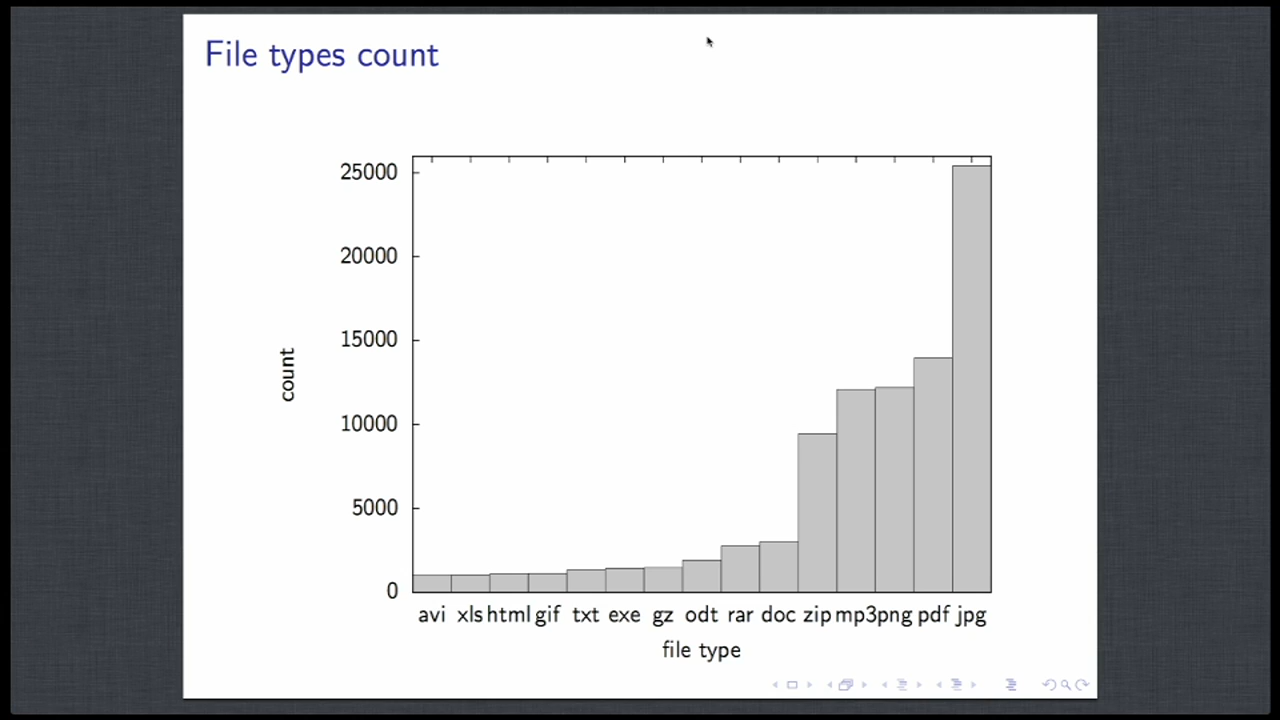 File types count
25000
20000
15000
10000
5000
0
count
avi xls html gif txt exe gz odt rar doc zip mp3 png pdf jpg
file type